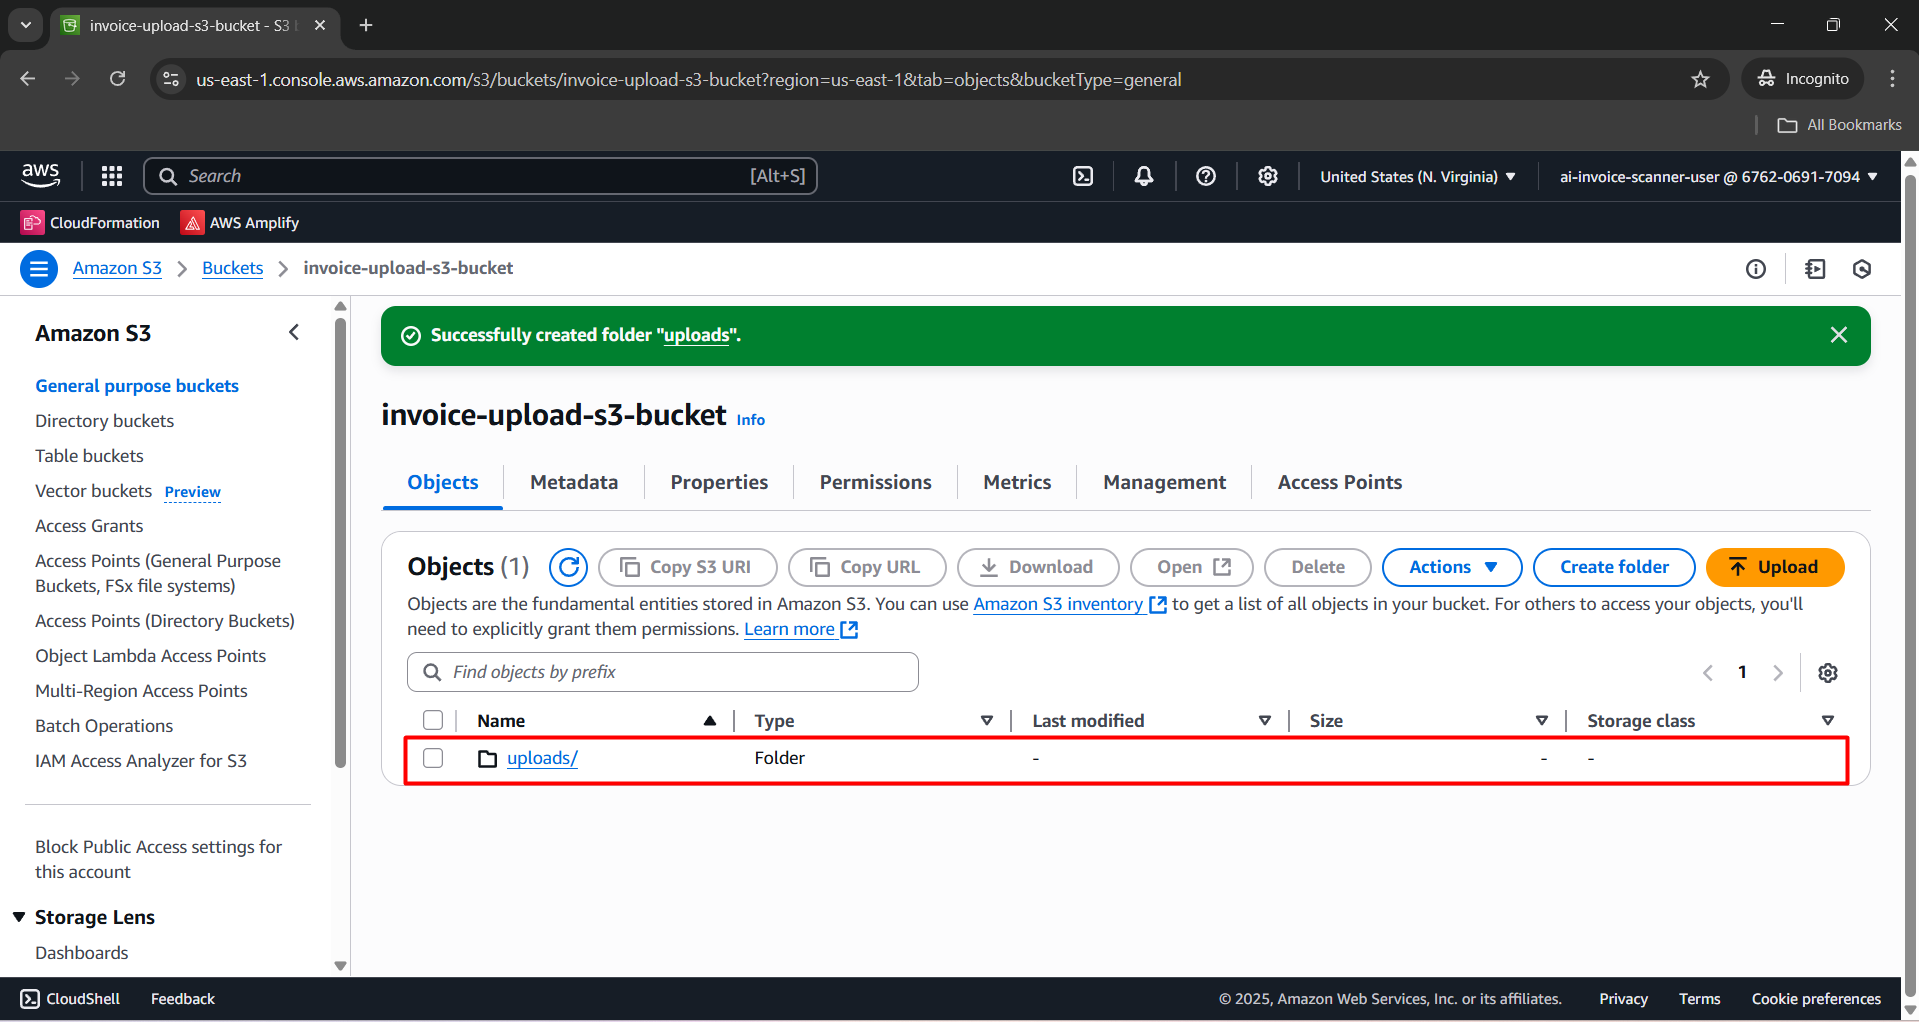 invoice-upload-s3-bucket - S3 b
us-east-1.console.aws.amazon.com/s3/buckets/invoice-upload-s3-bucket?region=us-east-1&tab=objects&bucketType=general
Incognito
All Bookmarks
aws
Search
[Alt+S]
United States (N. Virginia)
ai-invoice-scanner-user @ 6762-0691-7094
CloudFormation
AWS Amplify
Amazon S3
Buckets
invoice-upload-s3-bucket
Amazon S3
General purpose buckets
Directory buckets
Table buckets
Vector buckets Preview
Access Grants
Access Points (General Purpose
Buckets, FSx file systems)
Access Points (Directory Buckets)
Object Lambda Access Points
Multi-Region Access Points
Batch Operations
IAM Access Analyzer for S3
Block Public Access settings for
this account
Storage Lens
Dashboards
Successfully created folder "uploads".
invoice-upload-s3-bucket Info
Objects
Metadata
Properties
Permissions
Metrics
Management
Access Points
Objects (1)
Copy S3 URI
Copy URL
Download
Open
Delete
Actions
Create folder
Upload
Objects are the fundamental entities stored in Amazon S3. You can use Amazon S3 inventory to get a list of all objects in your bucket. For others to access your objects, you'll
need to explicitly grant them permissions. Learn more
Find objects by prefix
1
Name
Type
Last modified
Size
Storage class
uploads/
Folder
-
-
-
CloudShell
Feedback
© 2025, Amazon Web Services, Inc. or its affiliates.
Privacy
Terms
Cookie preferences